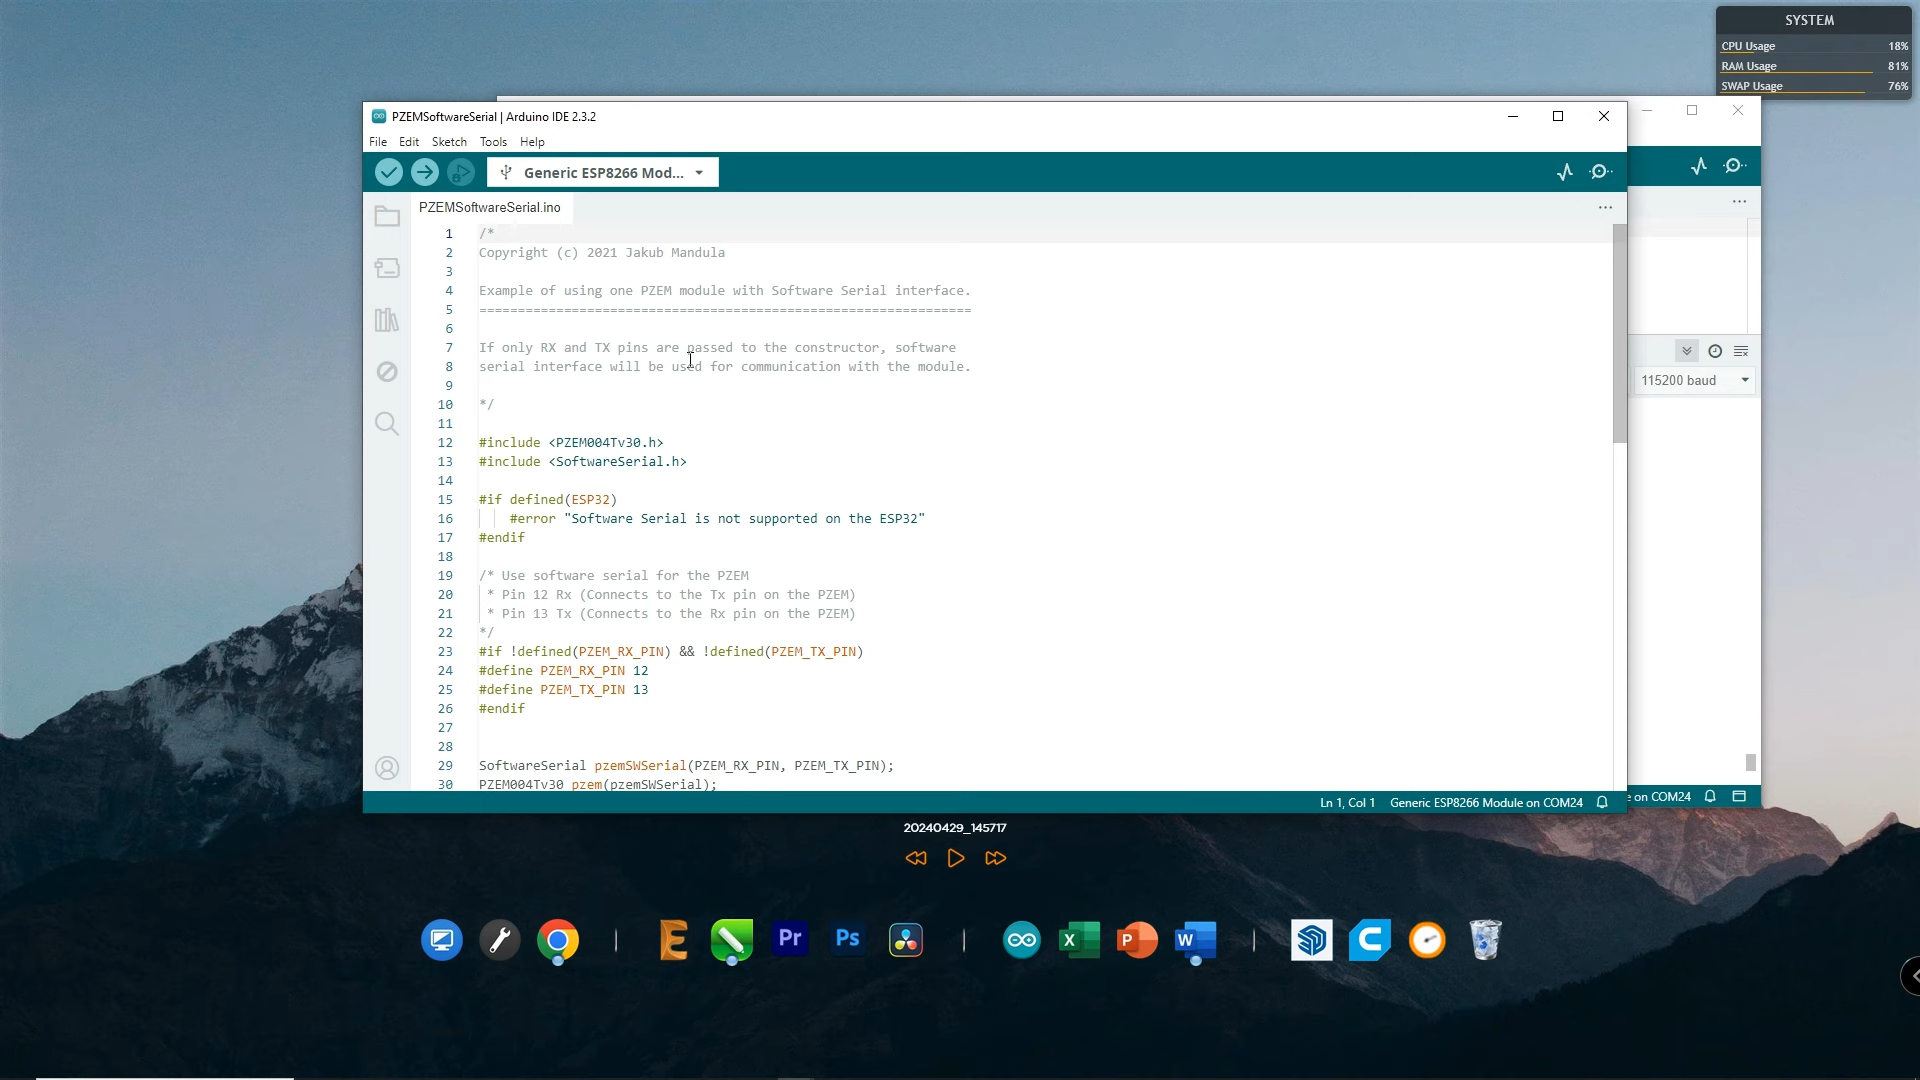 SYSTEM
CPU Usage 18%
RAM Usage 81%
SWAP Usage 76%
PZEMSoftwareSerial | Arduino IDE 2.3.2
File Edit Sketch Tools Help
Generic ESP8266 Mod...
PZEMSoftwareSerial.ino
1 /*
2 Copyright (c) 2021 Jakub Mandula
3
4 Example of using one PZEM module with Software Serial interface.
5 ================================================================
6
7 If only RX and TX pins are passed to the constructor, software
8 serial interface will be used for communication with the module.
9
10 */
11
12 #include <PZEM004Tv30.h>
13 #include <SoftwareSerial.h>
14
15 #if defined(ESP32)
16 #error "Software Serial is not supported on the ESP32"
17 #endif
18
19 /* Use software serial for the PZEM
20 * Pin 12 Rx (Connects to the Tx pin on the PZEM)
21 * Pin 13 Tx (Connects to the Rx pin on the PZEM)
22 */
23 #if !defined(PZEM_RX_PIN) && !defined(PZEM_TX_PIN)
24 #define PZEM_RX_PIN 12
25 #define PZEM_TX_PIN 13
26 #endif
27
28
29 SoftwareSerial pzemSWSerial(PZEM_RX_PIN, PZEM_TX_PIN);
30 PZEM004Tv30 pzem(pzemSWSerial);
115200 baud
Ln 1, Col 1 Generic ESP8266 Module on COM24
e on COM24
20240429_145717
E
Pr
Ps
X
P
W
C